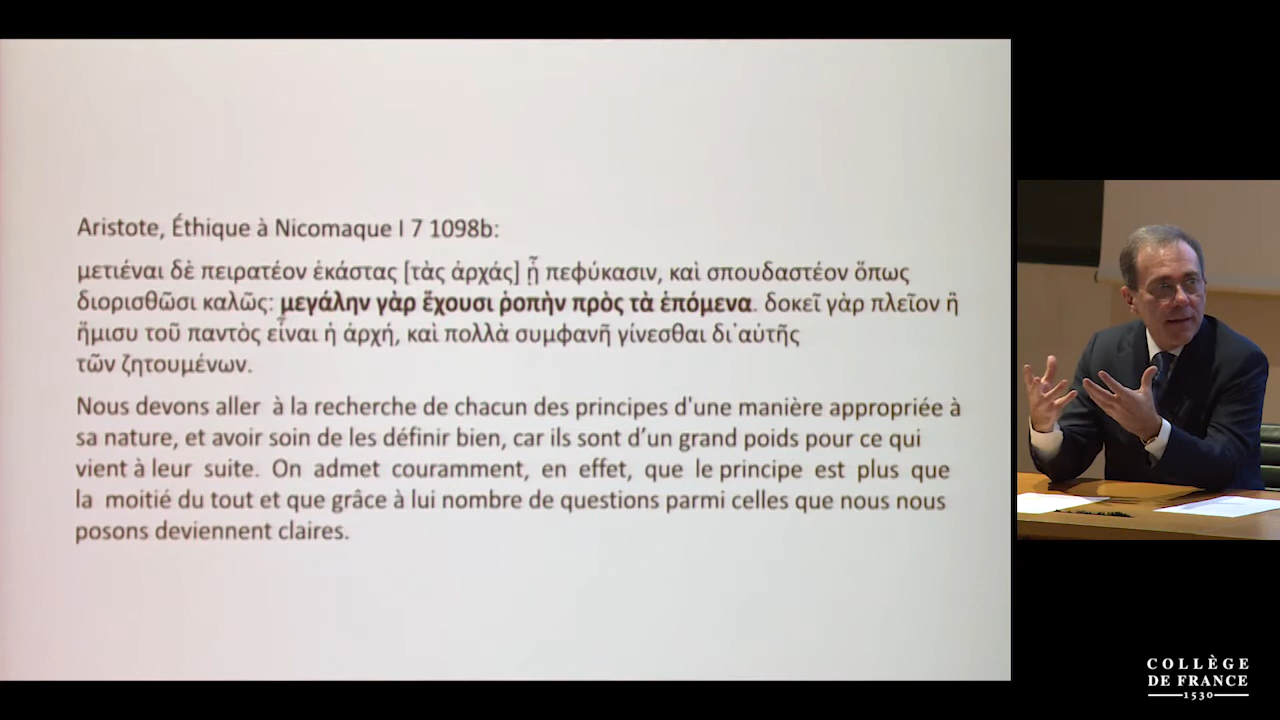 Aristote, Éthique à Nicomaque I 7 1098b:
μετιέναι δὲ πειρατέον ἑκάστας [τὰς ἀρχάς] ᾗ πεφύκασιν, καὶ σπουδαστέον ὅπως
διορισθῶσι καλῶς: μεγάλην γὰρ ἔχουσι ῥοπὴν πρὸς τὰ ἑπόμενα. δοκεῖ γὰρ πλεῖον ἢ
ἥμισυ τοῦ παντὸς εἶναι ἡ ἀρχή, καὶ πολλὰ συμφανῆ γίνεσθαι δι᾽αὐτῆς
τῶν ζητουμένων.
Nous devons aller à la recherche de chacun des principes d'une manière appropriée à
sa nature, et avoir soin de les définir bien, car ils sont d’un grand poids pour ce qui
vient à leur suite. On admet couramment, en effet, que le principe est plus que
la moitié du tout et que grâce à lui nombre de questions parmi celles que nous nous
posons deviennent claires.
COLLÈGE
DE FRANCE
1530